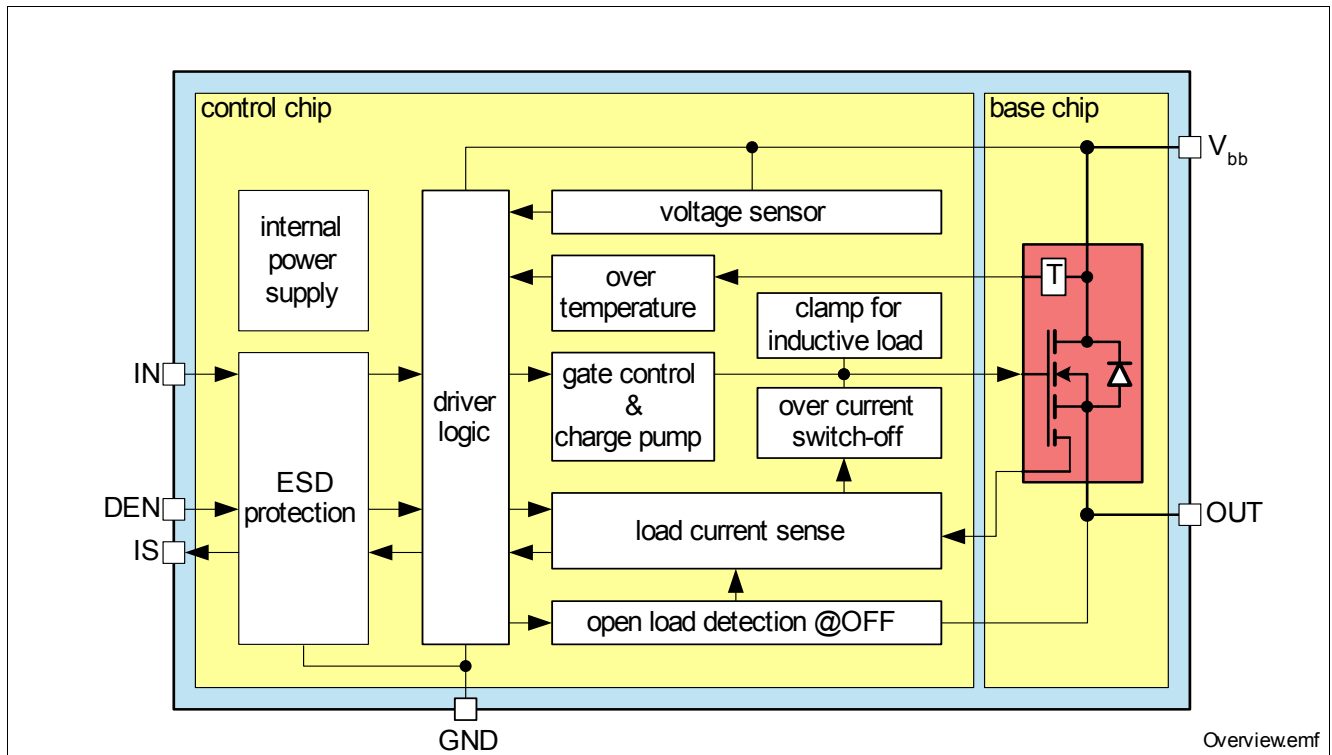 control chip
base chip
Vbb
voltage sensor
internal
power
supply
over
temperature
T
clamp for
inductive load
IN
driver
logic
gate control
&
charge pump
over current
switch-off
ESD
protection
DEN
IS
load current sense
OUT
open load detection @OFF
GND
Overview.emf